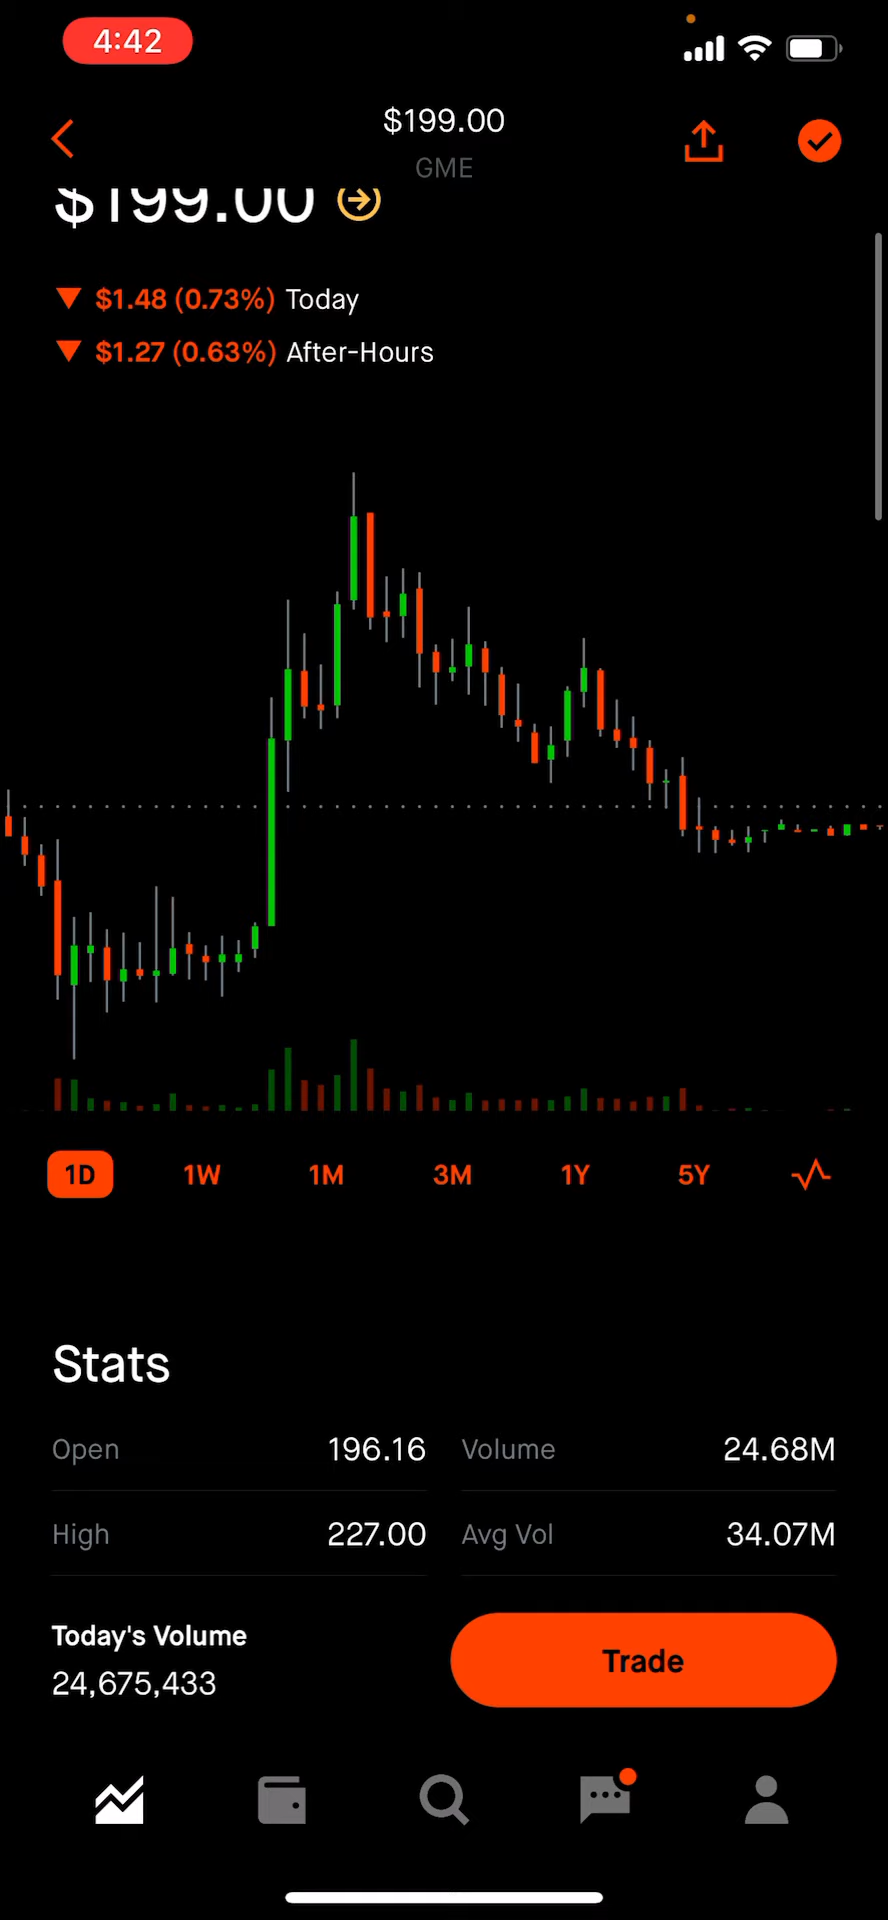 4:42
$199.00
GME
$199.00
$1.48 (0.73%) Today
$1.27 (0.63%) After-Hours
1D 1W 1M 3M 1Y 5Y
Stats
Open 196.16 Volume 24.68M
High 227.00 Avg Vol 34.07M
Today's Volume
24,675,433
Trade